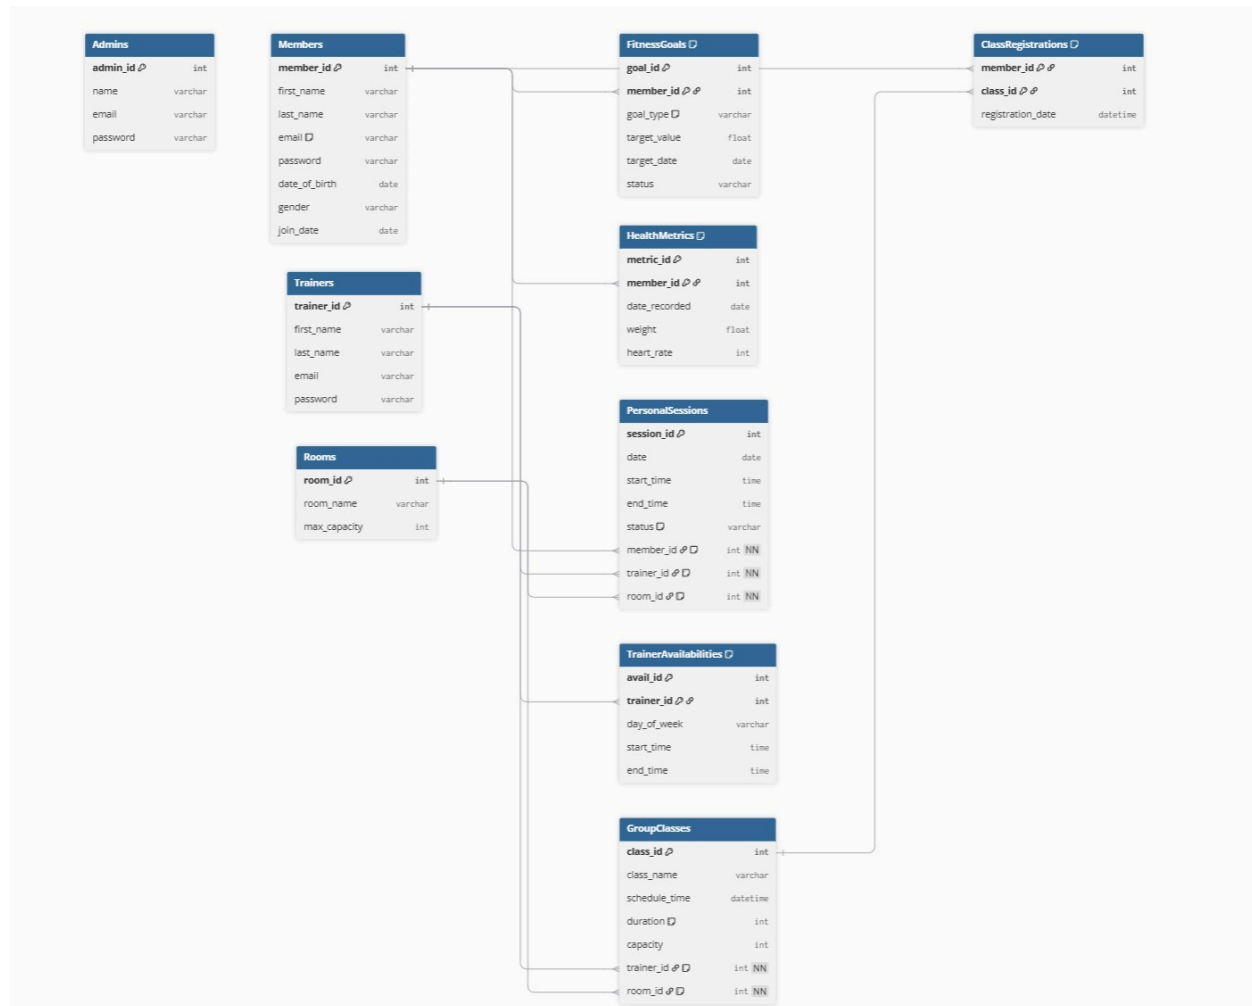 Admins
admin_id int
name varchar
email varchar
password varchar
Members
member_id int
first_name varchar
last_name varchar
email varchar
password varchar
date_of_birth date
gender varchar
join_date date
Trainers
trainer_id int
first_name varchar
last_name varchar
email varchar
password varchar
Rooms
room_id int
room_name varchar
max_capacity int
FitnessGoals
goal_id int
member_id int
goal_type varchar
target_value float
target_date date
status varchar
HealthMetrics
metric_id int
member_id int
date_recorded date
weight float
heart_rate int
PersonalSessions
session_id int
date date
start_time time
end_time time
status varchar
member_id int NN
trainer_id int NN
room_id int NN
TrainerAvailabilities
avail_id int
trainer_id int
day_of_week varchar
start_time time
end_time time
GroupClasses
class_id int
class_name varchar
schedule_time datetime
duration int
capacity int
trainer_id int NN
room_id int NN
ClassRegistrations
member_id int
class_id int
registration_date datetime